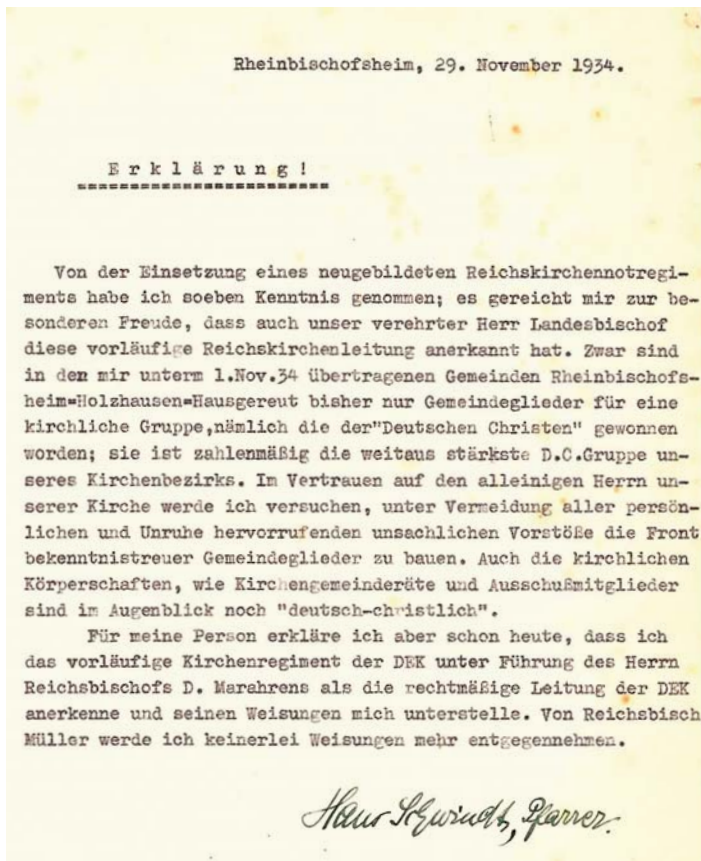 Rheinbischofsheim, 29. November 1934.
E r k l ä r u n g !
========================
Von der Einsetzung eines neugebildeten Reichskirchennotregi-
ments habe ich soeben Kenntnis genommen; es gereicht mir zur be-
sonderen Freude, dass auch unser verehrter Herr Landesbischof
diese vorläufige Reichskirchenleitung anerkannt hat. Zwar sind
in den mir unterm 1.Nov.34 übertragenen Gemeinden Rheinbischofs-
heim=Holzhausen=Hausgereut bisher nur Gemeindeglieder für eine
kirchliche Gruppe,nämlich die der"Deutschen Christen" gewonnen
worden; sie ist zahlenmäßig die weitaus stärkste D.C.Gruppe un-
seres Kirchenbezirks. Im Vertrauen auf den alleinigen Herrn un-
serer Kirche werde ich versuchen, unter Vermeidung aller persön-
lichen und Unruhe hervorrufenden unsachlichen Vorstöße die Front
bekenntnistreuer Gemeindeglieder zu bauen. Auch die kirchlichen
Körperschaften, wie Kirchengemeinderäte und Ausschußmitglieder
sind im Augenblick noch "deutsch-christlich".
Für meine Person erkläre ich aber schon heute, dass ich
das vorläufige Kirchenregiment der DEK unter Führung des Herrn
Reichsbischofs D. Marahrens als die rechtmäßige Leitung der DEK
anerkenne und seinen Weisungen mich unterstelle. Von Reichsbisch
Müller werde ich keinerlei Weisungen mehr entgegennehmen.
Hans Schwindt, Pfarrer.